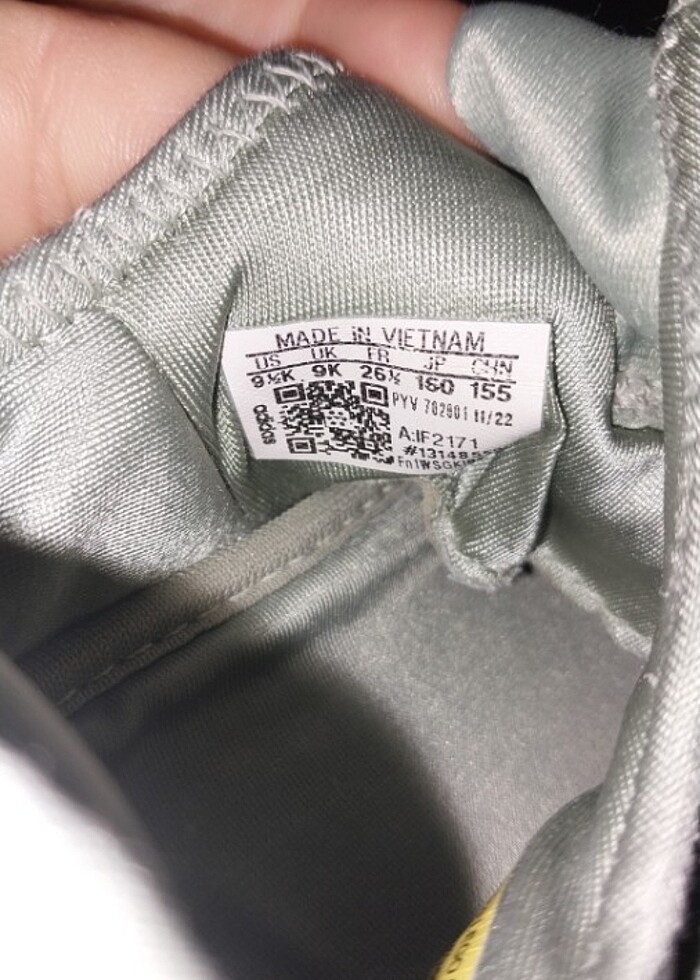 MADE iN VIETNAM
US UK FR JP CHN
9½K 9K 26½ 160 155
PYV 702001 11/22
adidas
A:IF2171